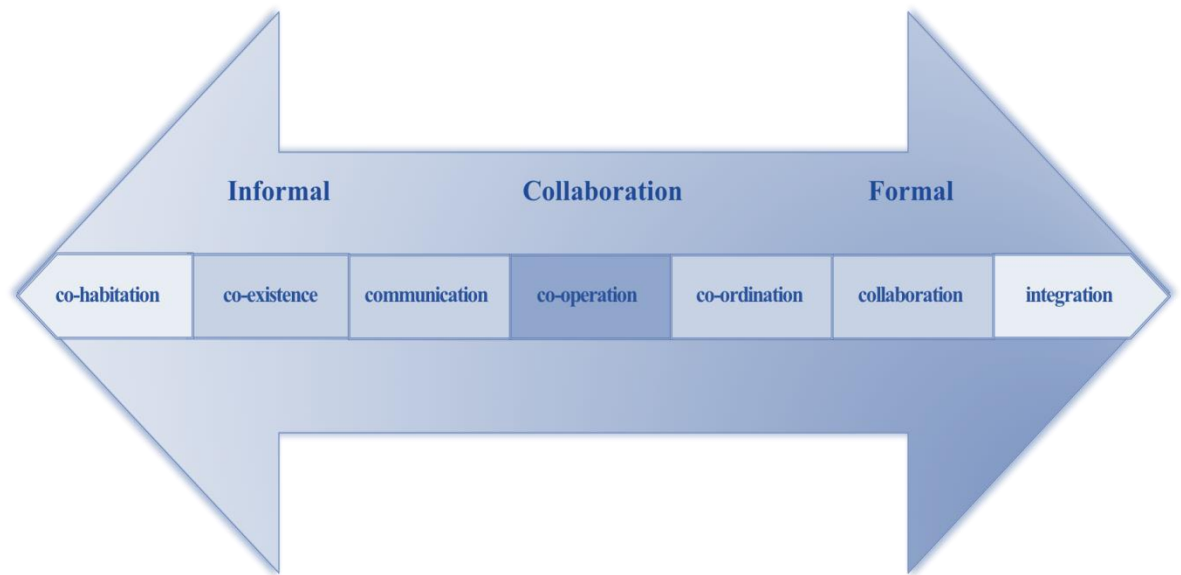 Informal Collaboration Formal
co-habitation co-existence communication co-operation co-ordination collaboration integration